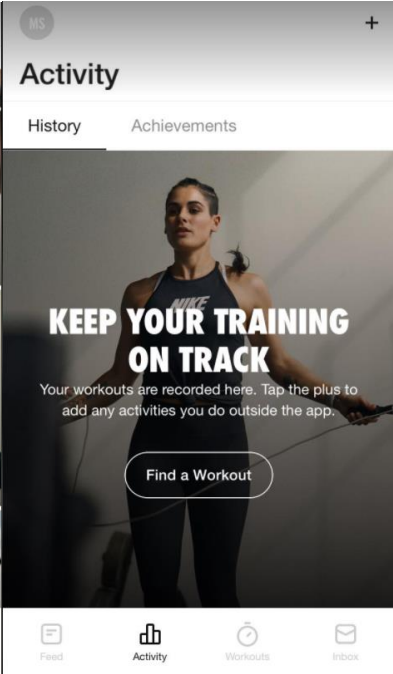 MS
+
Activity
History
Achievements
NIKE
KEEP YOUR TRAINING
ON TRACK
Your workouts are recorded here. Tap the plus to
add any activities you do outside the app.
Find a Workout
Feed
Activity
Workouts
Inbox